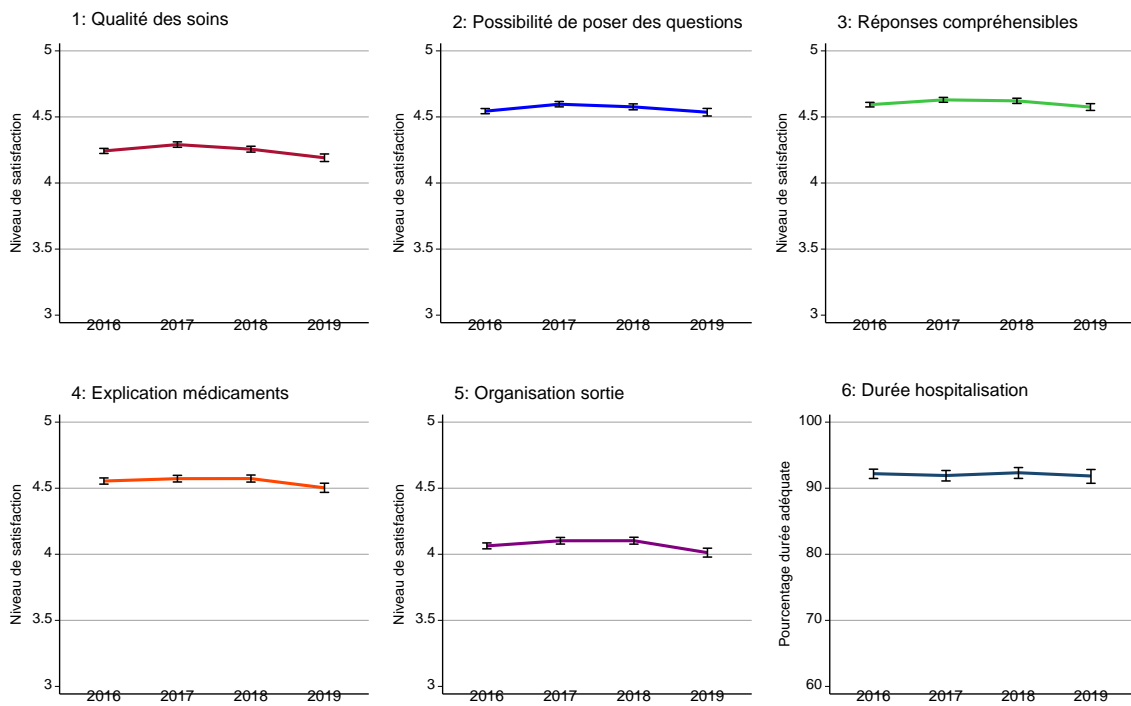 1: Qualité des soins
Niveau de satisfaction
5
4.5
4
3.5
3
2016 2017 2018 2019
2: Possibilité de poser des questions
Niveau de satisfaction
5
4.5
4
3.5
3
2016 2017 2018 2019
3: Réponses compréhensibles
Niveau de satisfaction
5
4.5
4
3.5
3
2016 2017 2018 2019
4: Explication médicaments
Niveau de satisfaction
5
4.5
4
3.5
3
2016 2017 2018 2019
5: Organisation sortie
Niveau de satisfaction
5
4.5
4
3.5
3
2016 2017 2018 2019
6: Durée hospitalisation
Pourcentage durée adéquate
100
90
80
70
60
2016 2017 2018 2019